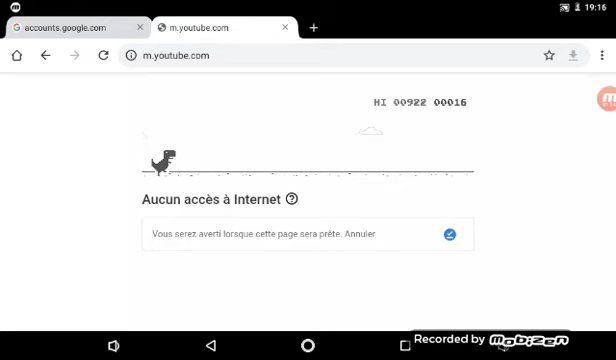 19:16
accounts.google.com
m.youtube.com
m.youtube.com
HI 00922 00016
Aucun accès à Internet
Vous serez averti lorsque cette page sera prête. Annuler
Recorded by mobizen